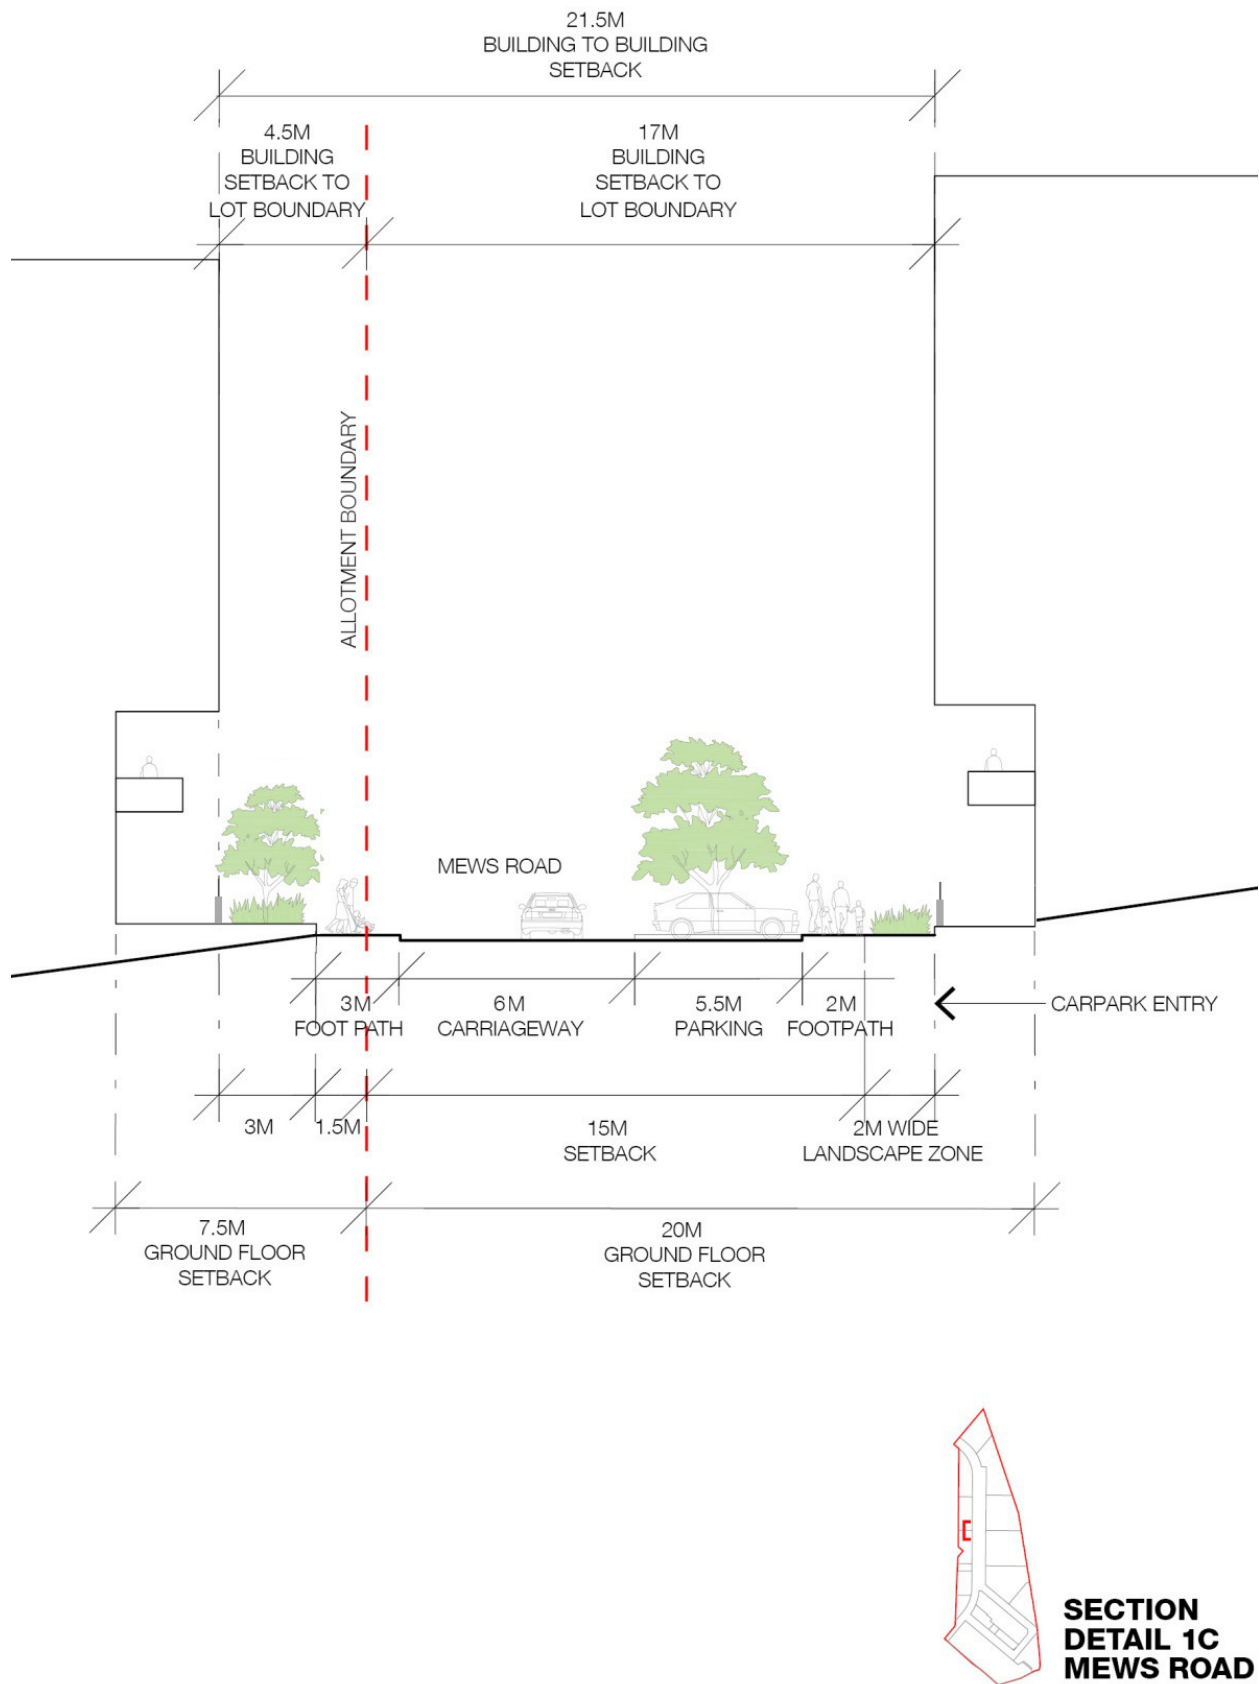 21.5M
BUILDING TO BUILDING
SETBACK
4.5M
BUILDING
SETBACK TO
LOT BOUNDARY
17M
BUILDING
SETBACK TO
LOT BOUNDARY
ALLOTMENT BOUNDARY
MEWS ROAD
3M
FOOT PATH
6M
CARRIAGEWAY
5.5M
PARKING
2M
FOOTPATH
CARPARK ENTRY
3M
1.5M
15M
SETBACK
2M WIDE
LANDSCAPE ZONE
7.5M
GROUND FLOOR
SETBACK
20M
GROUND FLOOR
SETBACK
SECTION
DETAIL 1C
MEWS ROAD